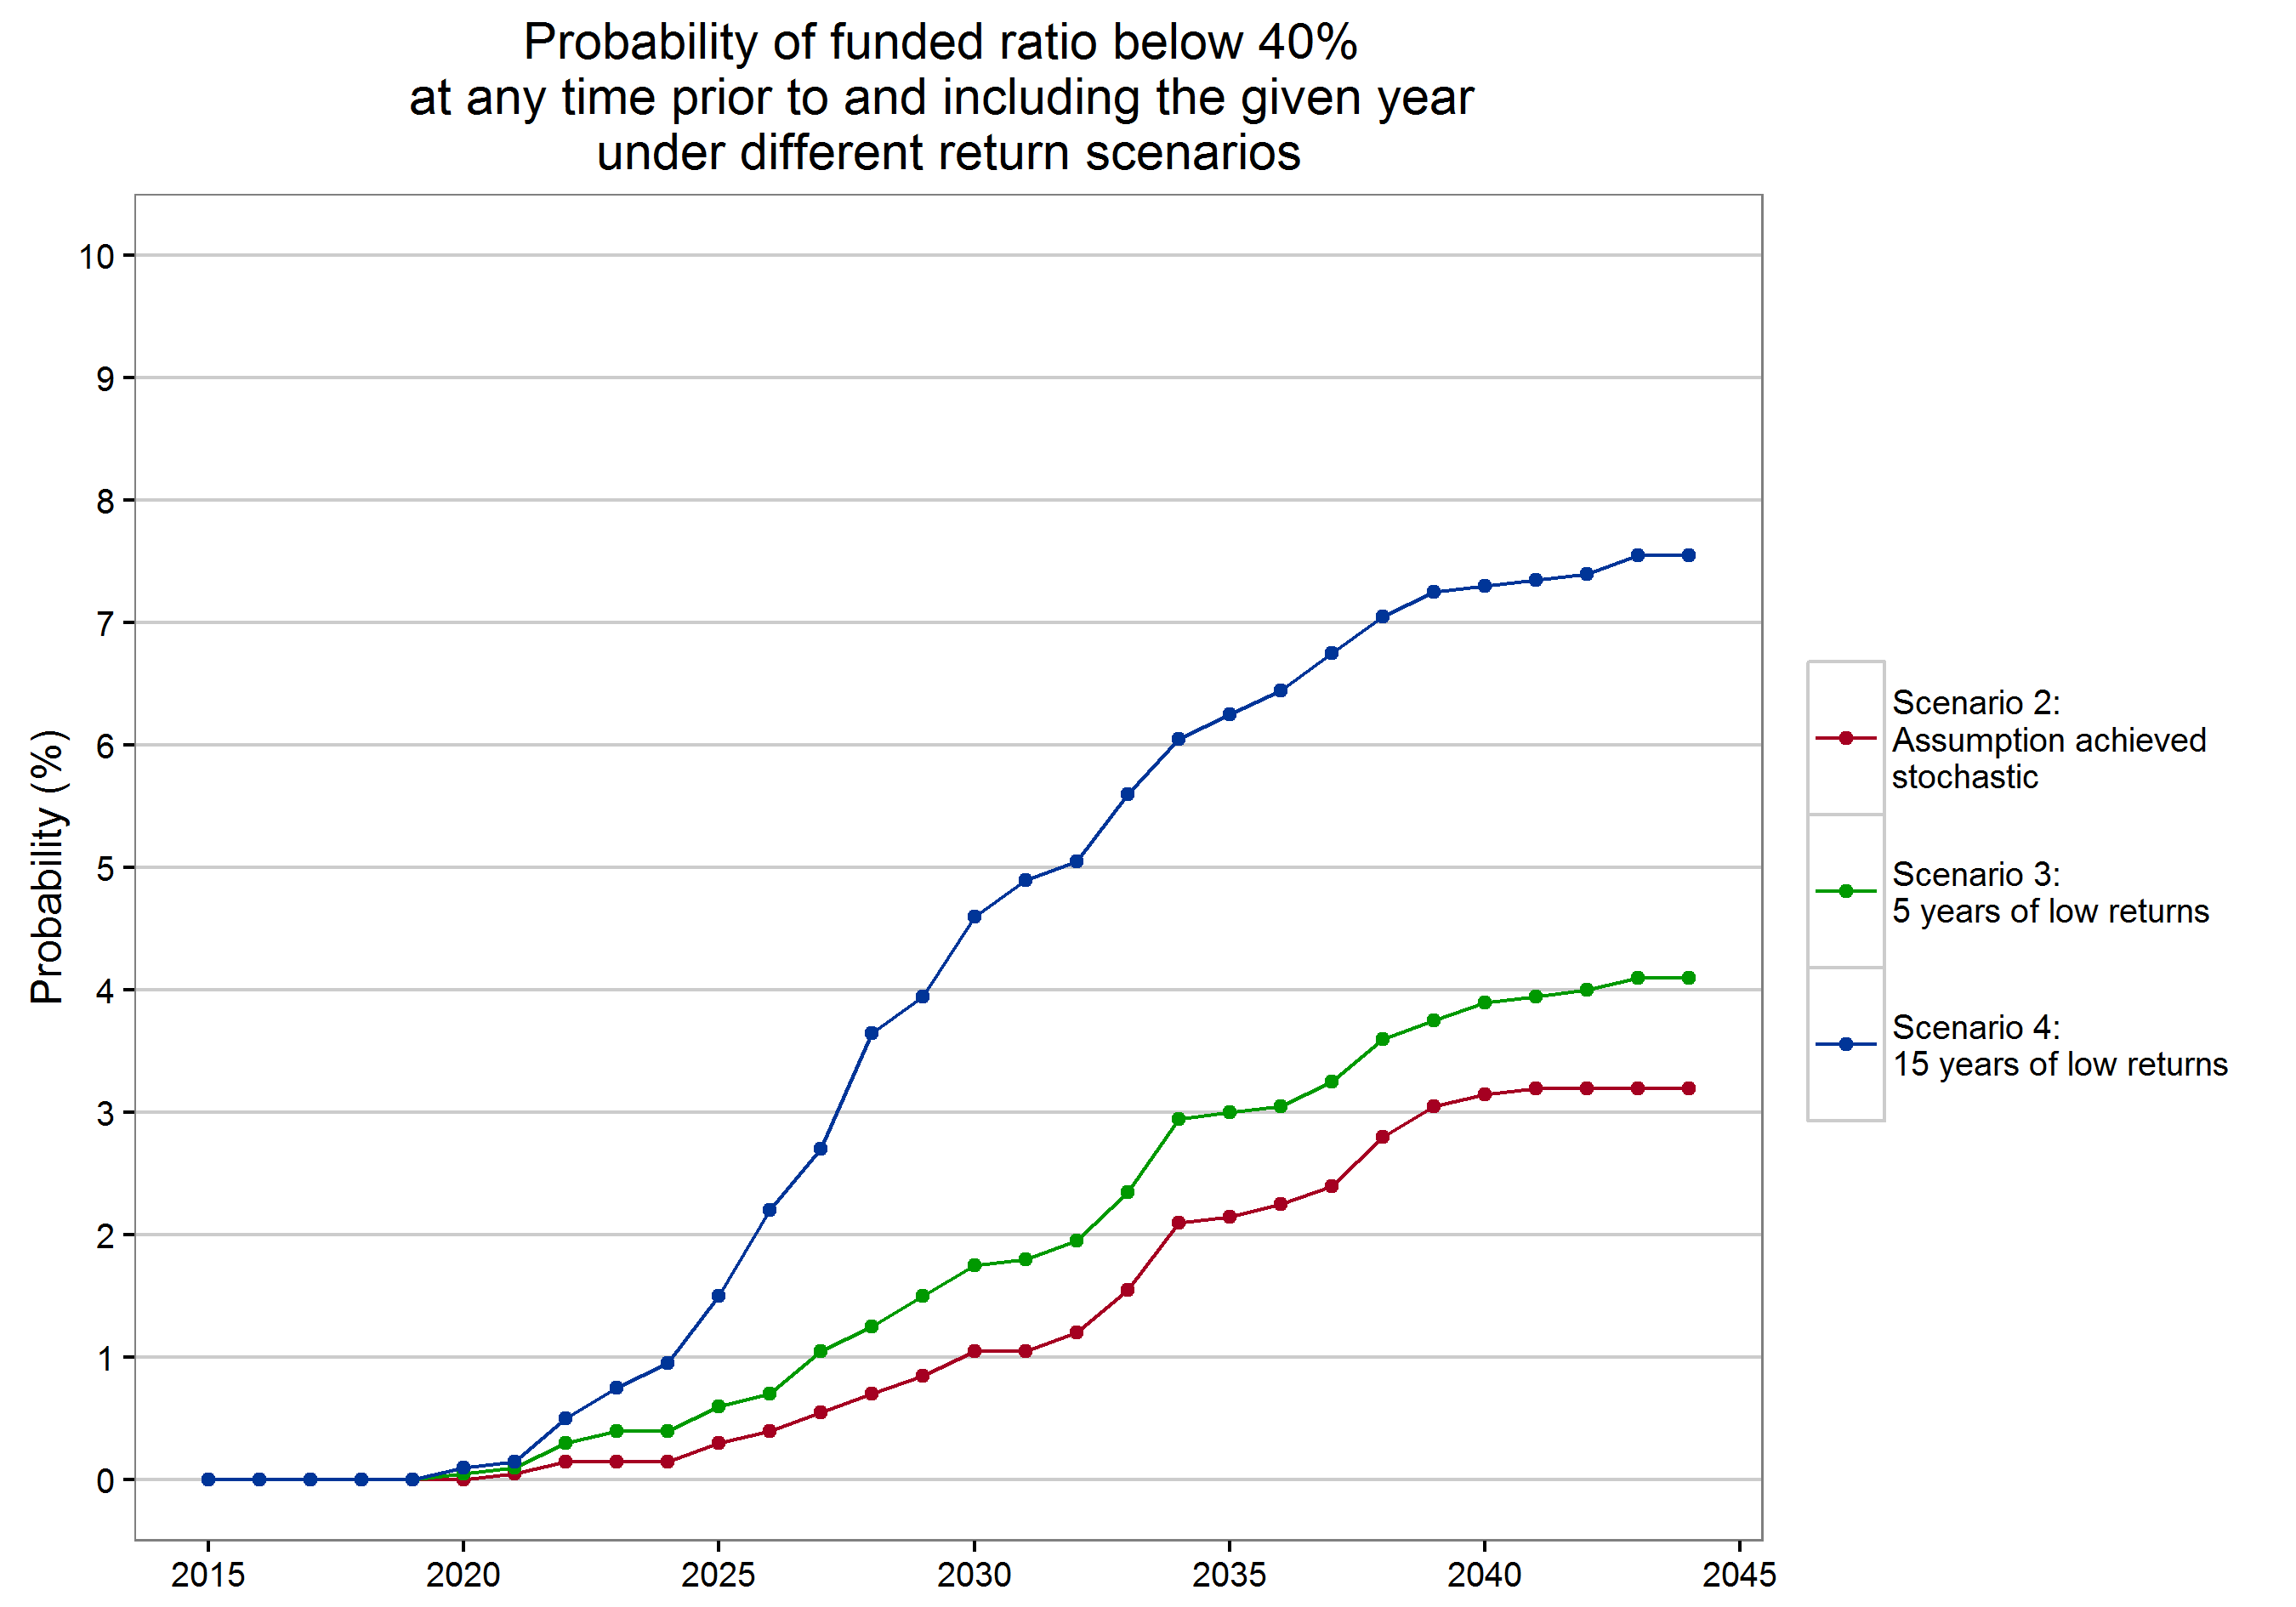 Probability of funded ratio below 40%
at any time prior to and including the given year
under different return scenarios
Probability (%)
10
9
8
7
6
5
4
3
2
1
0
2015
2020
2025
2030
2035
2040
2045
Scenario 2:
Assumption achieved
stochastic
Scenario 3:
5 years of low returns
Scenario 4:
15 years of low returns